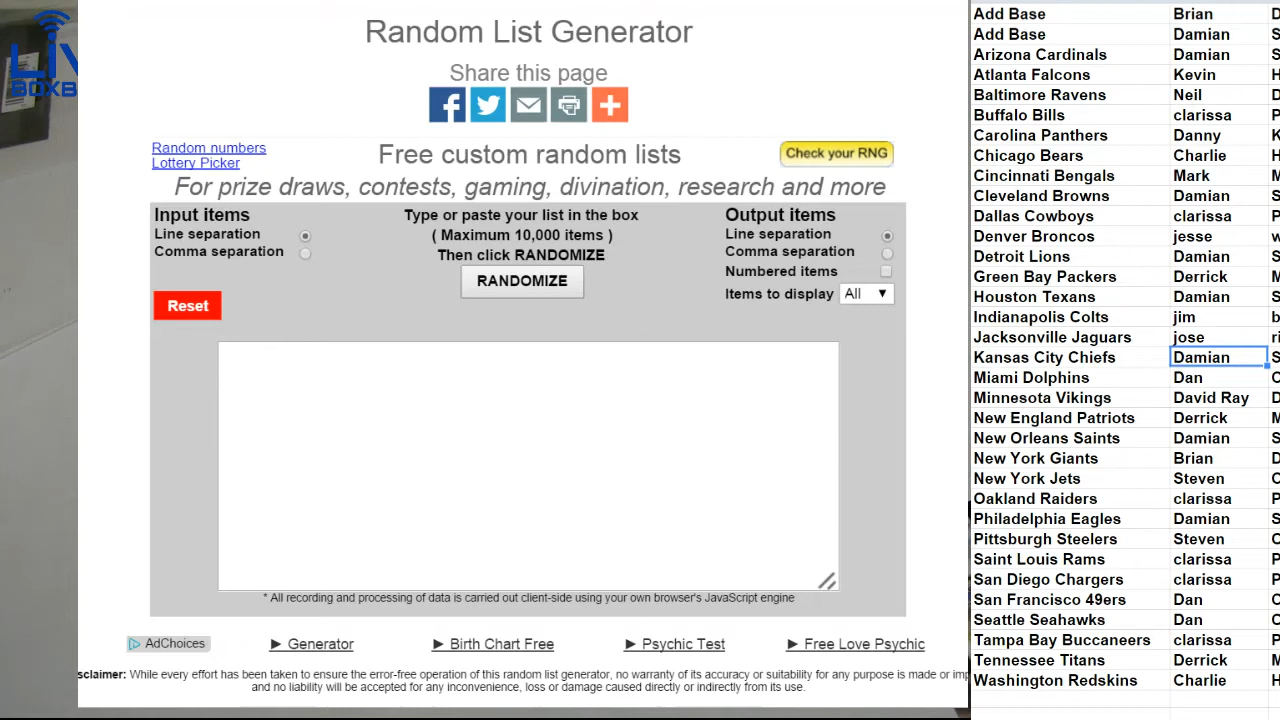 LIV
BOXB
Random List Generator
Share this page
Random numbers
Lottery Picker
Free custom random lists
Check your RNG
For prize draws, contests, gaming, divination, research and more
Input items
Line separation
Comma separation
Reset
Type or paste your list in the box
( Maximum 10,000 items )
Then click RANDOMIZE
RANDOMIZE
Output items
Line separation
Comma separation
Numbered items
Items to display All
* All recording and processing of data is carried out client-side using your own browser's JavaScript engine
AdChoices
► Generator
► Birth Chart Free
► Psychic Test
► Free Love Psychic
sclaimer: While every effort has been taken to ensure the error-free operation of this random list generator, no warranty of its accuracy or suitability for any purpose is made or imp
and no liability will be accepted for any inconvenience, loss or damage caused directly or indirectly from its use.
Add Base Brian D
Add Base Damian S
Arizona Cardinals Damian S
Atlanta Falcons Kevin H
Baltimore Ravens Neil D
Buffalo Bills clarissa P
Carolina Panthers Danny K
Chicago Bears Charlie H
Cincinnati Bengals Mark M
Cleveland Browns Damian S
Dallas Cowboys clarissa P
Denver Broncos jesse w
Detroit Lions Damian S
Green Bay Packers Derrick M
Houston Texans Damian S
Indianapolis Colts jim b
Jacksonville Jaguars jose ri
Kansas City Chiefs Damian S
Miami Dolphins Dan C
Minnesota Vikings David Ray D
New England Patriots Derrick M
New Orleans Saints Damian S
New York Giants Brian D
New York Jets Steven C
Oakland Raiders clarissa P
Philadelphia Eagles Damian S
Pittsburgh Steelers Steven C
Saint Louis Rams clarissa P
San Diego Chargers clarissa P
San Francisco 49ers Dan C
Seattle Seahawks Dan C
Tampa Bay Buccaneers clarissa P
Tennessee Titans Derrick M
Washington Redskins Charlie H